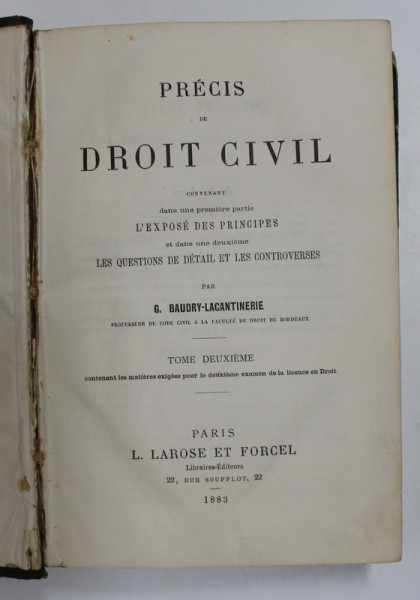 PRÉCIS
DE
DROIT CIVIL
CONTENANT
dans une première partie
L'EXPOSÉ DES PRINCIPES
et dans une deuxième
LES QUESTIONS DE DÉTAIL ET LES CONTROVERSES
PAR
G. BAUDRY-LACANTINERIE
PROFESSEUR DE CODE CIVIL A LA FACULTÉ DE DROIT DE BORDEAUX
TOME DEUXIÈME
contenant les matières exigées pour le deuxième examen de la licence en Droit
PARIS
L. LAROSE ET FORCEL
Libraires-Éditeurs
22, RUE SOUFFLOT, 22
1883